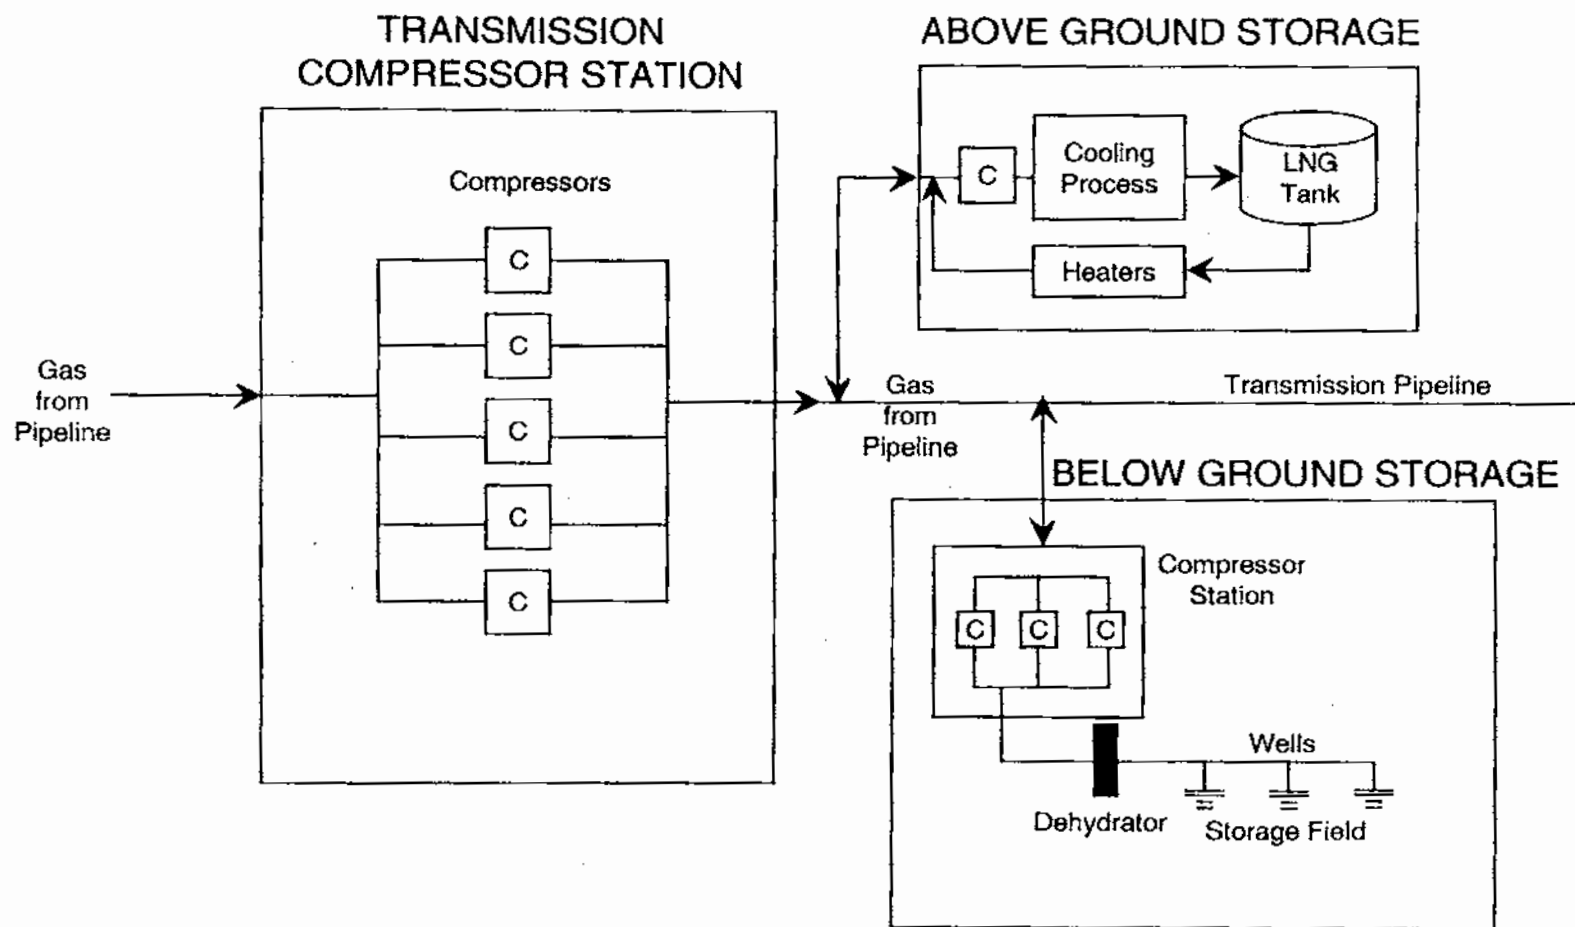 TRANSMISSION
COMPRESSOR STATION
Compressors
C
C
C
C
C
Gas
from
Pipeline
ABOVE GROUND STORAGE
C
Cooling
Process
LNG
Tank
Heaters
Gas
from
Pipeline
Transmission Pipeline
BELOW GROUND STORAGE
Compressor
Station
C
C
C
Wells
Dehydrator
Storage Field